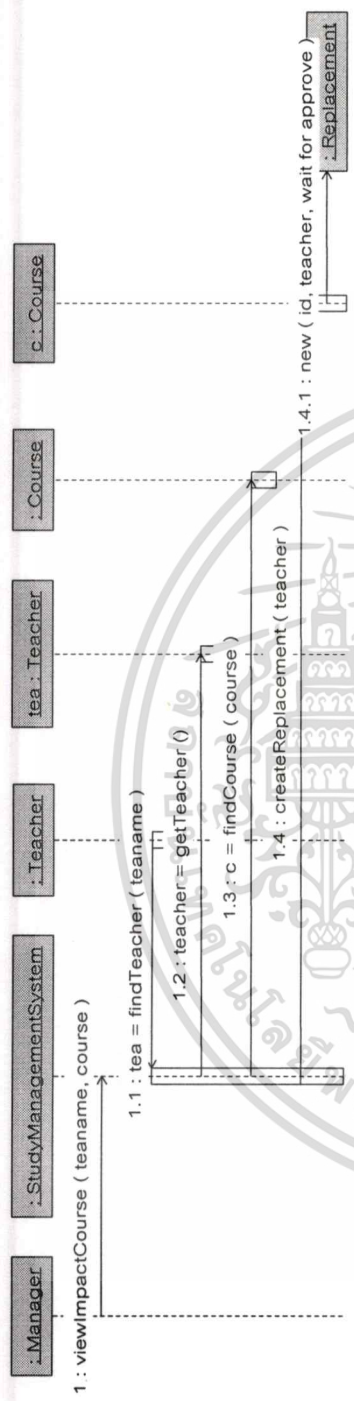 : Manager
: StudyManagementSystem
: Teacher
tea : Teacher
: Course
c : Course
1 : viewImpactCourse ( teaname, course )
1.1 : tea = findTeacher ( teaname )
1.2 : teacher = getTeacher ()
1.3 : c = findCourse ( course )
1.4 : createReplacement ( teacher )
1.4.1 : new ( id, teacher, wait for approve )
: Replacement